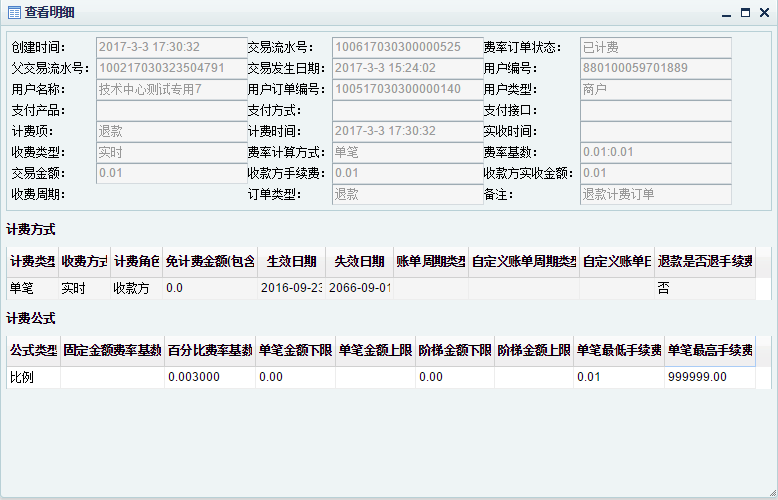 查看明细
创建时间： 2017-3-3 17:30:32 交易流水号： 100617030300000525 费率订单状态： 已计费
父交易流水号： 100217030323504791 交易发生日期： 2017-3-3 15:24:02 用户编号： 880100059701889
用户名称： 技术中心测试专用7 用户订单编号： 100517030300000140 用户类型： 商户
支付产品： 支付方式： 支付接口：
计费项： 退款 计费时间： 2017-3-3 17:30:32 实收时间：
收费类型： 实时 费率计算方式： 单笔 费率基数： 0.01:0.01
交易金额： 0.01 收款方手续费： 0.01 收款方实收金额： 0.01
收费周期： 订单类型： 退款 备注： 退款计费订单
计费方式
计费类型 收费方式 计费角色 免计费金额(包含 生效日期 失效日期 账单周期类型 自定义账单周期类型 自定义账单日 退款是否退手续费
单笔 实时 收款方 0.0 2016-09-23 2066-09-01 否
计费公式
公式类型 固定金额费率基数 百分比费率基数 单笔金额下限 单笔金额上限 阶梯金额下限 阶梯金额上限 单笔最低手续费 单笔最高手续费
比例 0.003000 0.00 0.00 0.01 999999.00